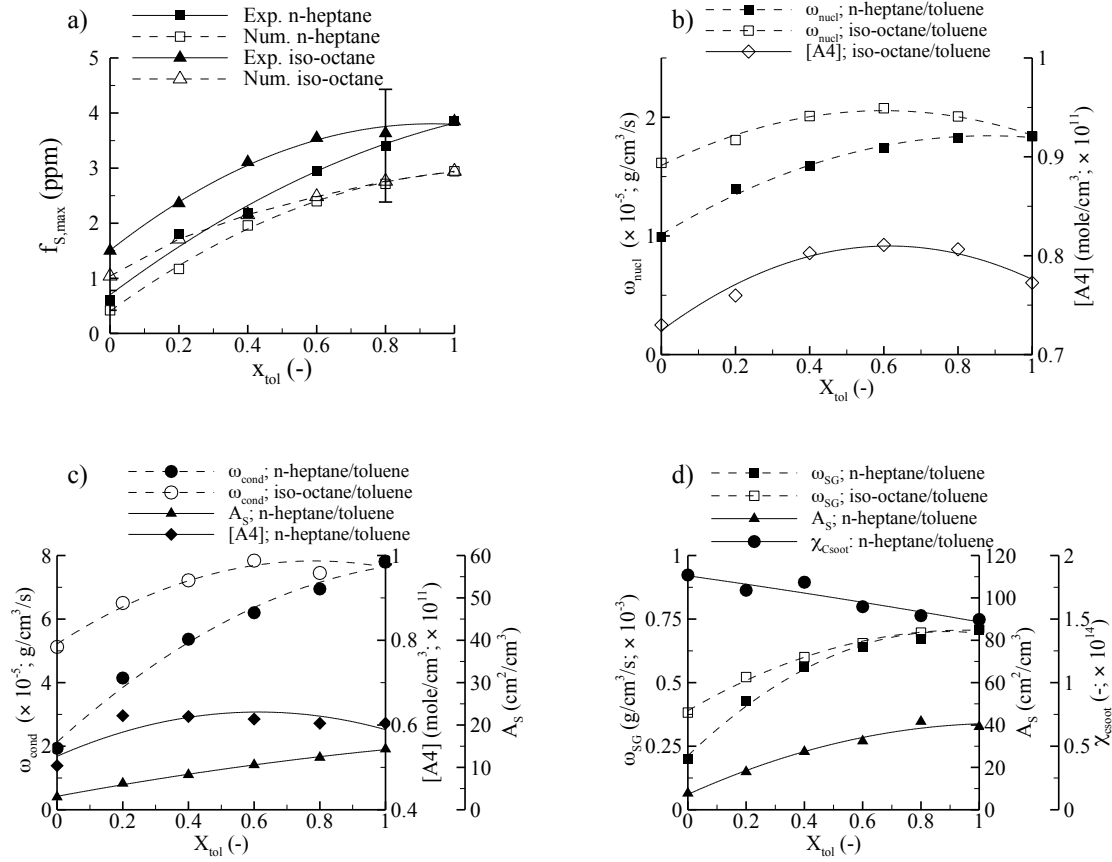 a)
Exp. n-heptane
Num. n-heptane
Exp. iso-octane
Num. iso-octane
f_S,max (ppm)
6
5
4
3
2
1
0
0 0.2 0.4 0.6 0.8 1
x_tol (-)
b)
ω_nucl; n-heptane/toluene
ω_nucl; iso-octane/toluene
[A4]; iso-octane/toluene
ω_nucl (× 10^-5; g/cm^3/s)
2
1
0
[A4] (mole/cm^3; × 10^11)
1
0.9
0.8
0.7
0 0.2 0.4 0.6 0.8 1
X_tol (-)
c)
ω_cond; n-heptane/toluene
ω_cond; iso-octane/toluene
A_S; n-heptane/toluene
[A4]; n-heptane/toluene
ω_cond (× 10^-5; g/cm^3/s)
8
6
4
2
0
[A4] (mole/cm^3; × 10^11)
1
0.8
0.6
0.4
A_S (cm^2/cm^3)
60
50
40
30
20
10
0
0 0.2 0.4 0.6 0.8 1
X_tol (-)
d)
ω_SG; n-heptane/toluene
ω_SG; iso-octane/toluene
A_S; n-heptane/toluene
χ_Csoot: n-heptane/toluene
ω_SG (g/cm^3/s; × 10^-3)
1
0.75
0.5
0.25
0
A_S (cm^2/cm^3)
120
100
80
60
40
20
0
χ_csoot (-; × 10^14)
2
1.5
1
0.5
0
0 0.2 0.4 0.6 0.8 1
X_tol (-)